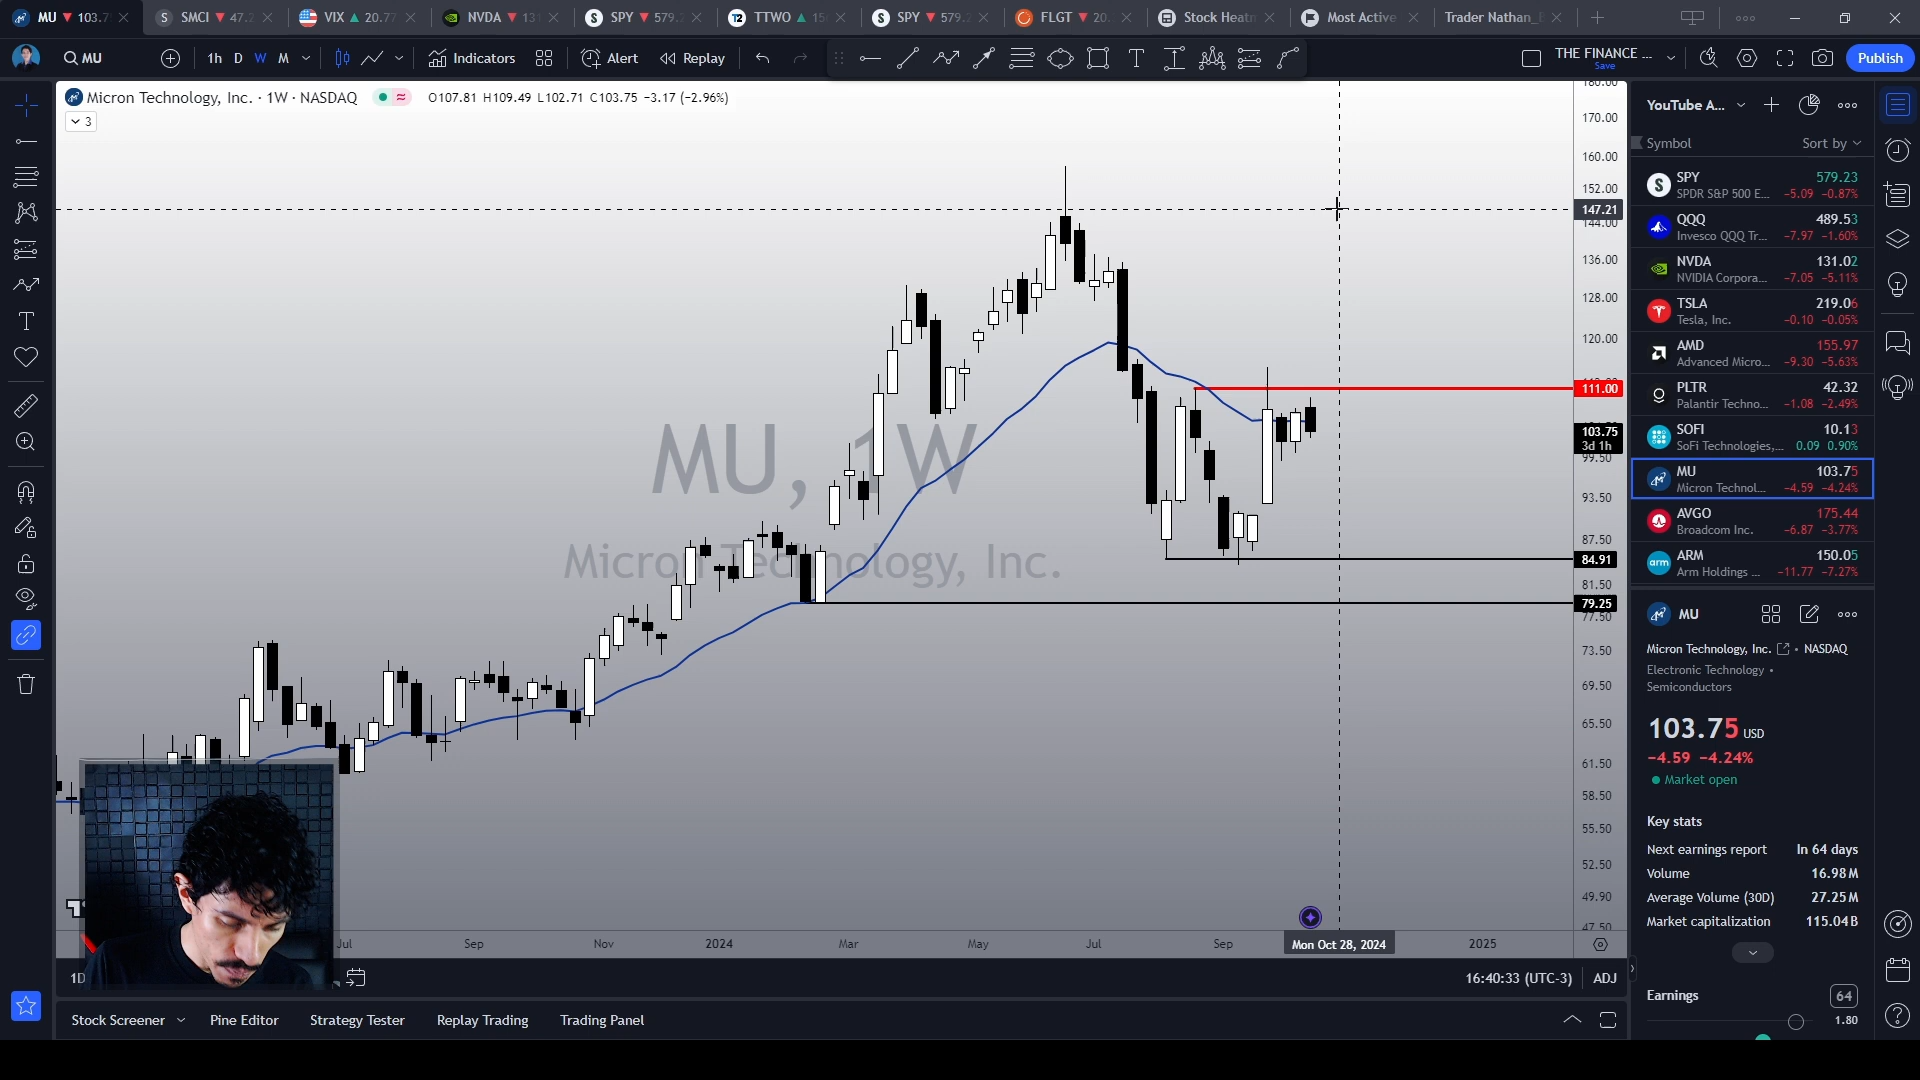 MU ▼ 103.7
SMCI ▼ 47.2
VIX ▲ 20.77
NVDA ▼ 131
SPY ▼ 579.2
TTWO ▲ 15
SPY ▼ 579.2
FLGT ▼ 20.
Stock Heatm
Most Active
Trader Nathan_
MU
1h D W M
Indicators
Alert
Replay
THE FINANCE ...
Save
Publish
Micron Technology, Inc. · 1W · NASDAQ
O107.81 H109.49 L102.71 C103.75 −3.17 (−2.96%)
3
MU, 1W
Micron Technology, Inc.
180.00
170.00
160.00
152.00
147.21
144.00
136.00
128.00
120.00
111.00
103.75
3d 1h
99.50
93.50
87.50
84.91
81.50
79.25
77.50
73.50
69.50
65.50
61.50
58.50
55.50
52.50
49.90
47.50
Jul
Sep
Nov
2024
Mar
May
Jul
Sep
Mon Oct 28, 2024
2025
1D
16:40:33 (UTC-3)
ADJ
Stock Screener
Pine Editor
Strategy Tester
Replay Trading
Trading Panel
YouTube A...
Symbol
Sort by
SPY 579.23
SPDR S&P 500 E... −5.09 −0.87%
QQQ 489.53
Invesco QQQ Tr... −7.97 −1.60%
NVDA 131.02
NVIDIA Corpora... −7.05 −5.11%
TSLA 219.06
Tesla, Inc. −0.10 −0.05%
AMD 155.97
Advanced Micro... −9.30 −5.63%
PLTR 42.32
Palantir Techno... −1.08 −2.49%
SOFI 10.13
SoFi Technologies,... 0.09 0.90%
MU 103.75
Micron Technol... −4.59 −4.24%
AVGO 175.44
Broadcom Inc. −6.87 −3.77%
ARM 150.05
Arm Holdings ... −11.77 −7.27%
MU
Micron Technology, Inc. • NASDAQ
Electronic Technology •
Semiconductors
103.75 USD
−4.59 −4.24%
Market open
Key stats
Next earnings report In 64 days
Volume 16.98M
Average Volume (30D) 27.25M
Market capitalization 115.04B
Earnings 64
1.80